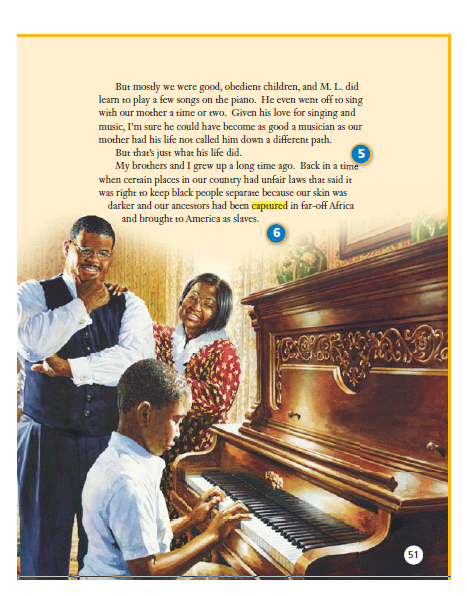 But mostly we were good, obedient children, and M. L. did
learn to play a few songs on the piano. He even went off to sing
with our mother a time or two. Given his love for singing and
music, I'm sure he could have become as good a musician as our
mother had his life not called him down a different path.
But that's just what his life did.
5
My brothers and I grew up a long time ago. Back in a time
when certain places in our country had unfair laws that said it
was right to keep black people separate because our skin was
darker and our ancestors had been captured in far-off Africa
and brought to America as slaves.
6
51